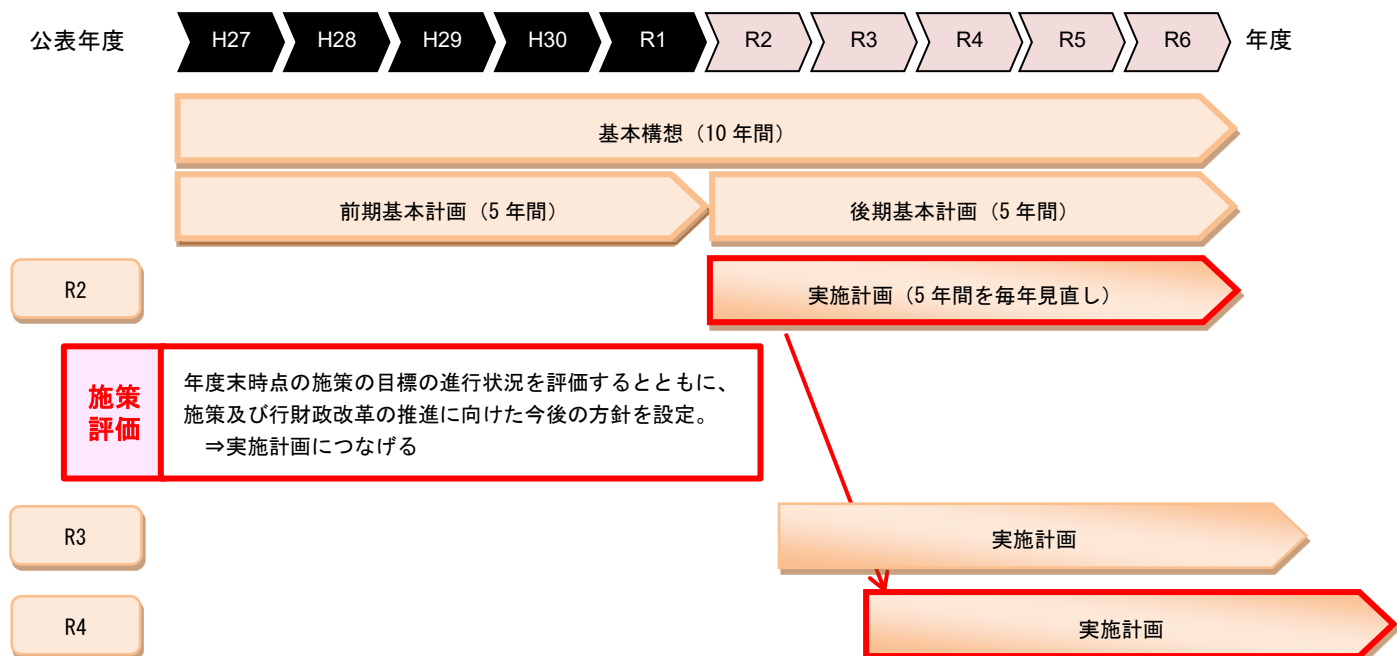 公表年度 H27 H28 H29 H30 R1 R2 R3 R4 R5 R6 年度
基本構想（10 年間）
前期基本計画（5 年間） 後期基本計画（5 年間）
R2 実施計画（5 年間を毎年見直し）
施策
評価
年度末時点の施策の目標の進行状況を評価するとともに、
施策及び行財政改革の推進に向けた今後の方針を設定。
⇒実施計画につなげる
R3 実施計画
R4 実施計画